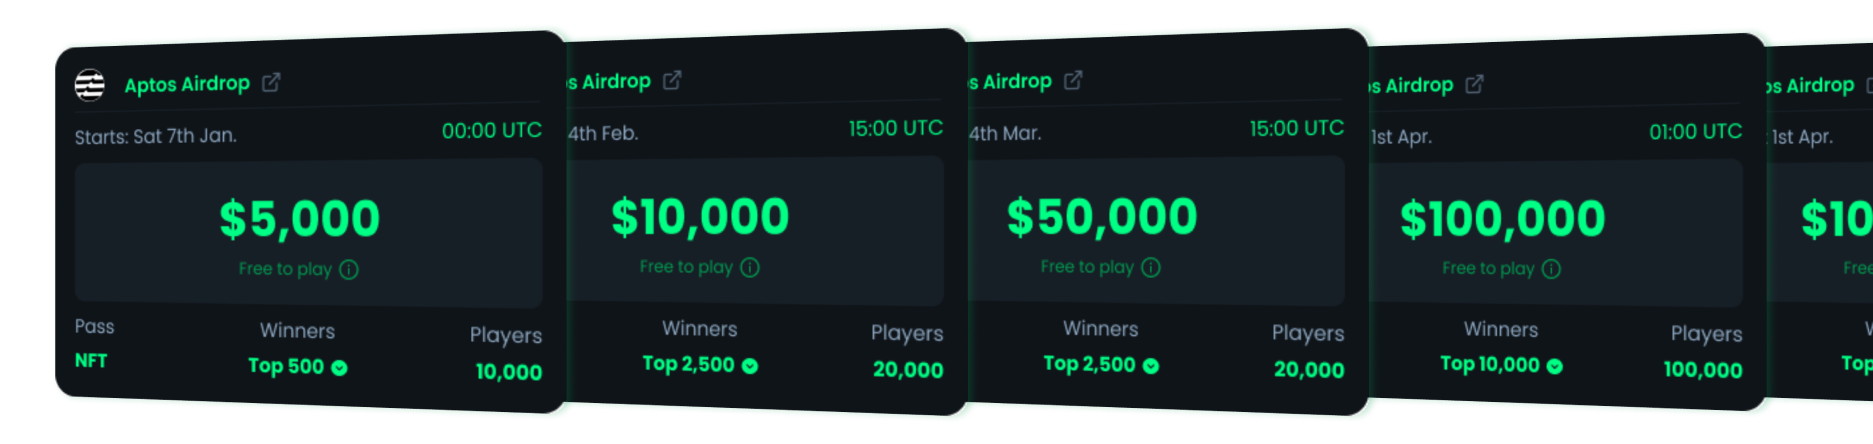 Aptos Airdrop
Starts: Sat 7th Jan.
00:00 UTC
$5,000
Free to play
Pass
Winners
Players
NFT
Top 500
10,000
s Airdrop
4th Feb.
15:00 UTC
$10,000
Free to play
Winners
Players
Top 2,500
20,000
s Airdrop
4th Mar.
15:00 UTC
$50,000
Free to play
Winners
Players
Top 2,500
20,000
s Airdrop
1st Apr.
01:00 UTC
$100,000
Free to play
Winners
Players
Top 10,000
100,000
os Airdrop
: 1st Apr.
$10
Free
W
Top